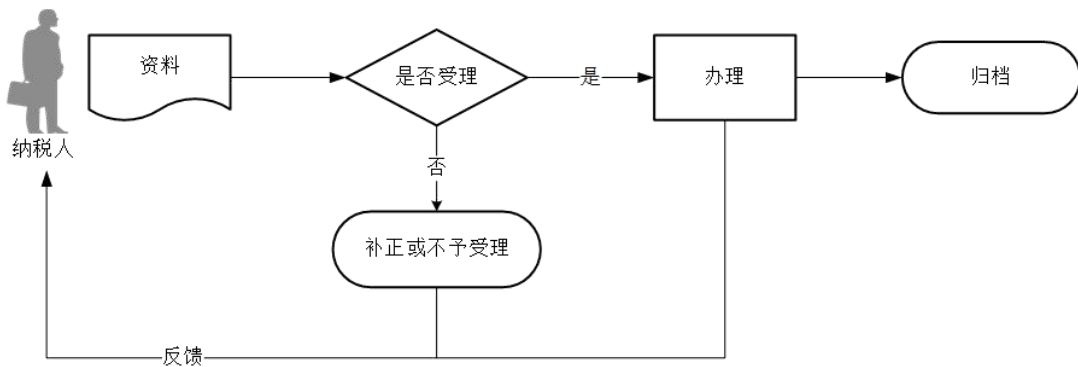 资料
是否受理
是
办理
归档
纳税人
否
补正或不予受理
反馈